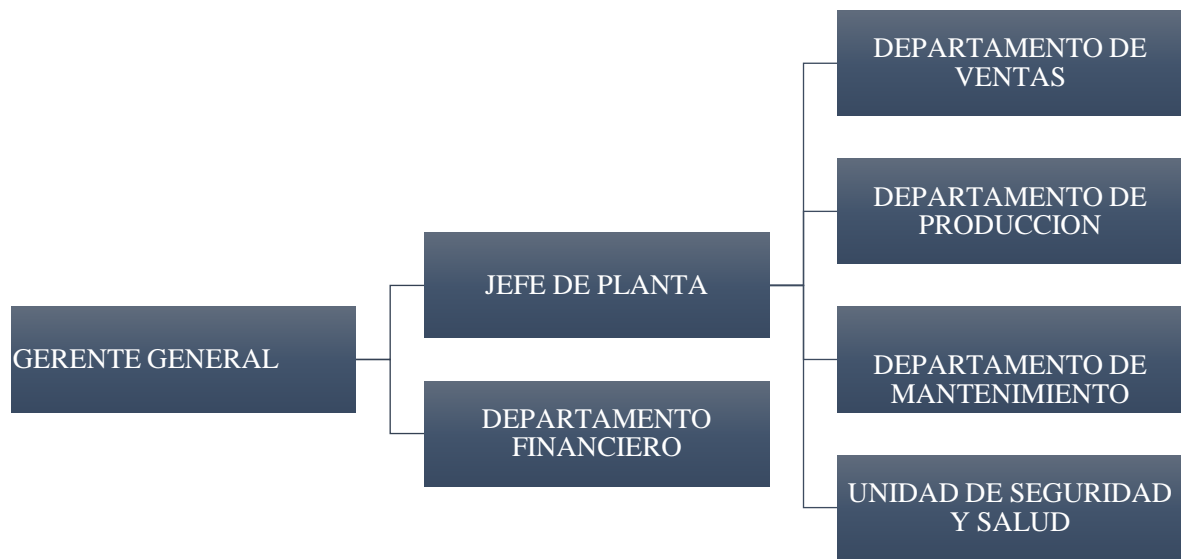 GERENTE GENERAL
JEFE DE PLANTA
DEPARTAMENTO
FINANCIERO
DEPARTAMENTO DE
VENTAS
DEPARTAMENTO DE
PRODUCCION
DEPARTAMENTO DE
MANTENIMIENTO
UNIDAD DE SEGURIDAD
Y SALUD